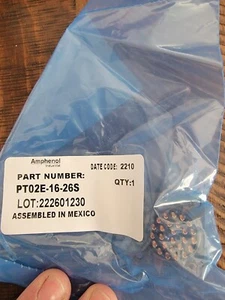 Amphenol
DATE CODE: 2210
PART NUMBER:
PT02E-16-26S
QTY:1
LOT:222601230
ASSEMBLED IN MEXICO